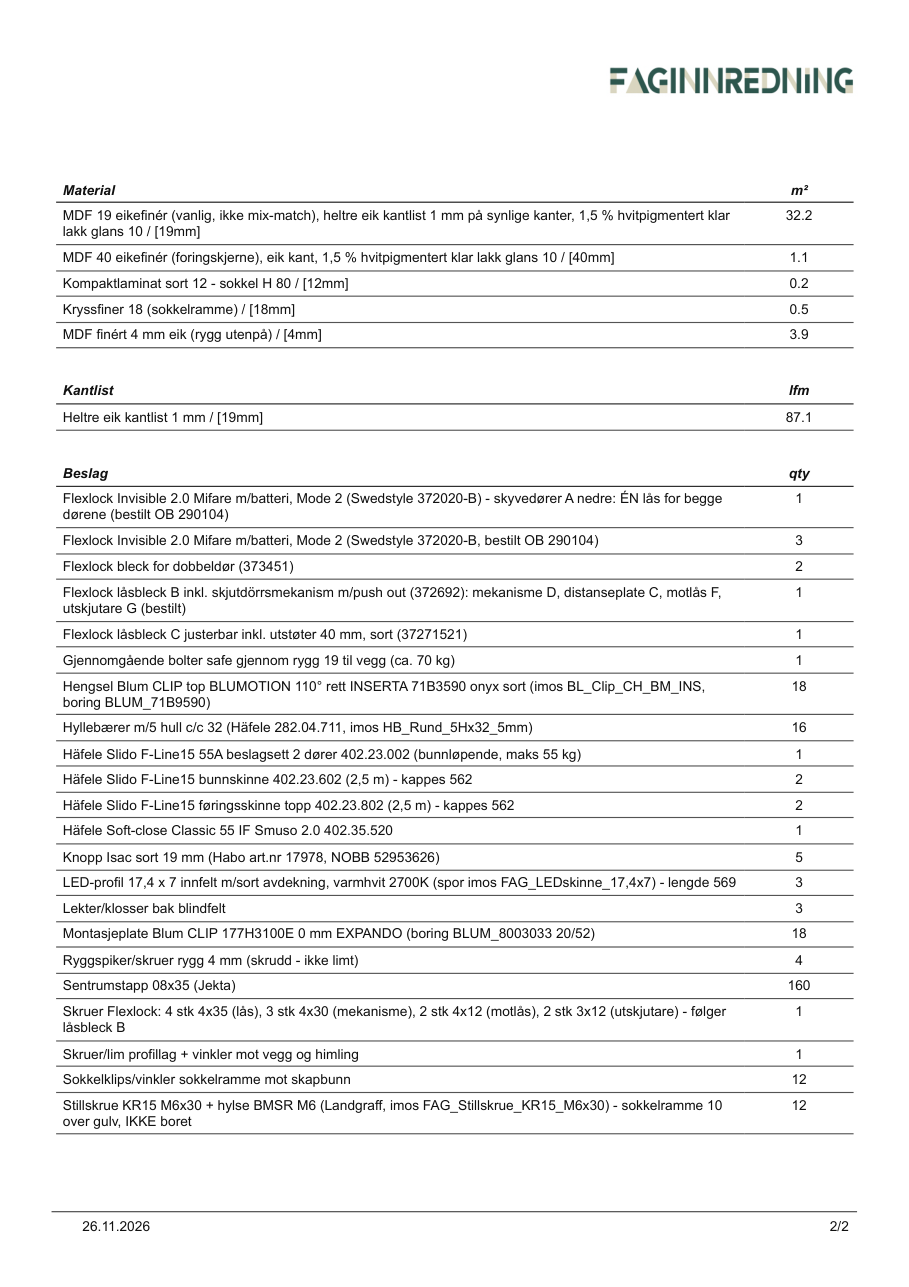 FAGINNREDNiNG
Material m²
MDF 19 eikefinér (vanlig, ikke mix-match), heltre eik kantlist 1 mm på synlige kanter, 1,5 % hvitpigmentert klar 32.2
lakk glans 10 / [19mm]
MDF 40 eikefinér (foringskjerne), eik kant, 1,5 % hvitpigmentert klar lakk glans 10 / [40mm] 1.1
Kompaktlaminat sort 12 - sokkel H 80 / [12mm] 0.2
Kryssfiner 18 (sokkelramme) / [18mm] 0.5
MDF finért 4 mm eik (rygg utenpå) / [4mm] 3.9
Kantlist lfm
Heltre eik kantlist 1 mm / [19mm] 87.1
Beslag qty
Flexlock Invisible 2.0 Mifare m/batteri, Mode 2 (Swedstyle 372020-B) - skyvedører A nedre: ÉN lås for begge 1
dørene (bestilt OB 290104)
Flexlock Invisible 2.0 Mifare m/batteri, Mode 2 (Swedstyle 372020-B, bestilt OB 290104) 3
Flexlock bleck for dobbeldør (373451) 2
Flexlock låsbleck B inkl. skjutdörrsmekanism m/push out (372692): mekanisme D, distanseplate C, motlås F, 1
utskjutare G (bestilt)
Flexlock låsbleck C justerbar inkl. utstøter 40 mm, sort (37271521) 1
Gjennomgående bolter safe gjennom rygg 19 til vegg (ca. 70 kg) 1
Hengsel Blum CLIP top BLUMOTION 110° rett INSERTA 71B3590 onyx sort (imos BL_Clip_CH_BM_INS, 18
boring BLUM_71B9590)
Hyllebærer m/5 hull c/c 32 (Häfele 282.04.711, imos HB_Rund_5Hx32_5mm) 16
Häfele Slido F-Line15 55A beslagsett 2 dører 402.23.002 (bunnløpende, maks 55 kg) 1
Häfele Slido F-Line15 bunnskinne 402.23.602 (2,5 m) - kappes 562 2
Häfele Slido F-Line15 føringsskinne topp 402.23.802 (2,5 m) - kappes 562 2
Häfele Soft-close Classic 55 IF Smuso 2.0 402.35.520 1
Knopp Isac sort 19 mm (Habo art.nr 17978, NOBB 52953626) 5
LED-profil 17,4 x 7 innfelt m/sort avdekning, varmhvit 2700K (spor imos FAG_LEDskinne_17,4x7) - lengde 569 3
Lekter/klosser bak blindfelt 3
Montasjeplate Blum CLIP 177H3100E 0 mm EXPANDO (boring BLUM_8003033 20/52) 18
Ryggspiker/skruer rygg 4 mm (skrudd - ikke limt) 4
Sentrumstapp 08x35 (Jekta) 160
Skruer Flexlock: 4 stk 4x35 (lås), 3 stk 4x30 (mekanisme), 2 stk 4x12 (motlås), 2 stk 3x12 (utskjutare) - følger 1
låsbleck B
Skruer/lim profillag + vinkler mot vegg og himling 1
Sokkelklips/vinkler sokkelramme mot skapbunn 12
Stillskrue KR15 M6x30 + hylse BMSR M6 (Landgraff, imos FAG_Stillskrue_KR15_M6x30) - sokkelramme 10 12
over gulv, IKKE boret
26.11.2026 2/2